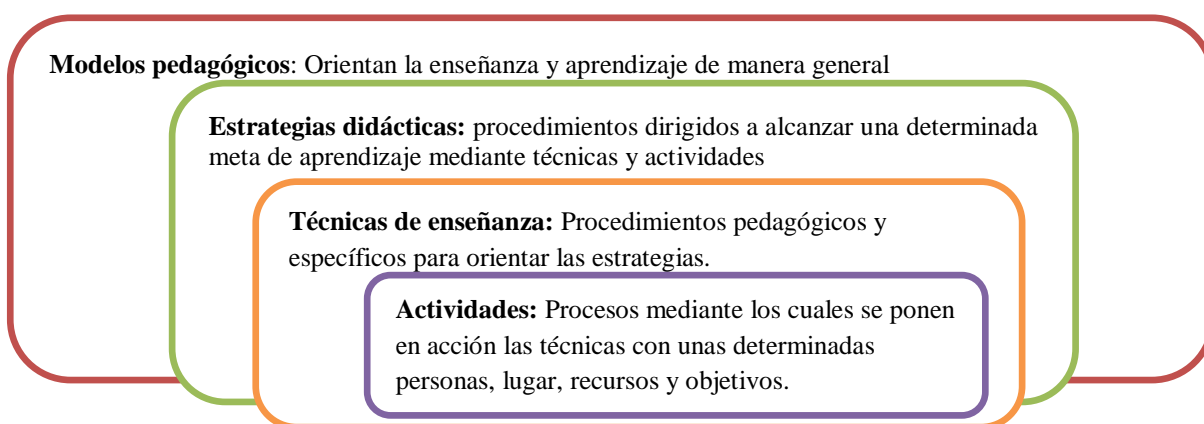 Modelos pedagógicos: Orientan la enseñanza y aprendizaje de manera general
Estrategias didácticas: procedimientos dirigidos a alcanzar una determinada
meta de aprendizaje mediante técnicas y actividades
Técnicas de enseñanza: Procedimientos pedagógicos y
específicos para orientar las estrategias.
Actividades: Procesos mediante los cuales se ponen
en acción las técnicas con unas determinadas
personas, lugar, recursos y objetivos.